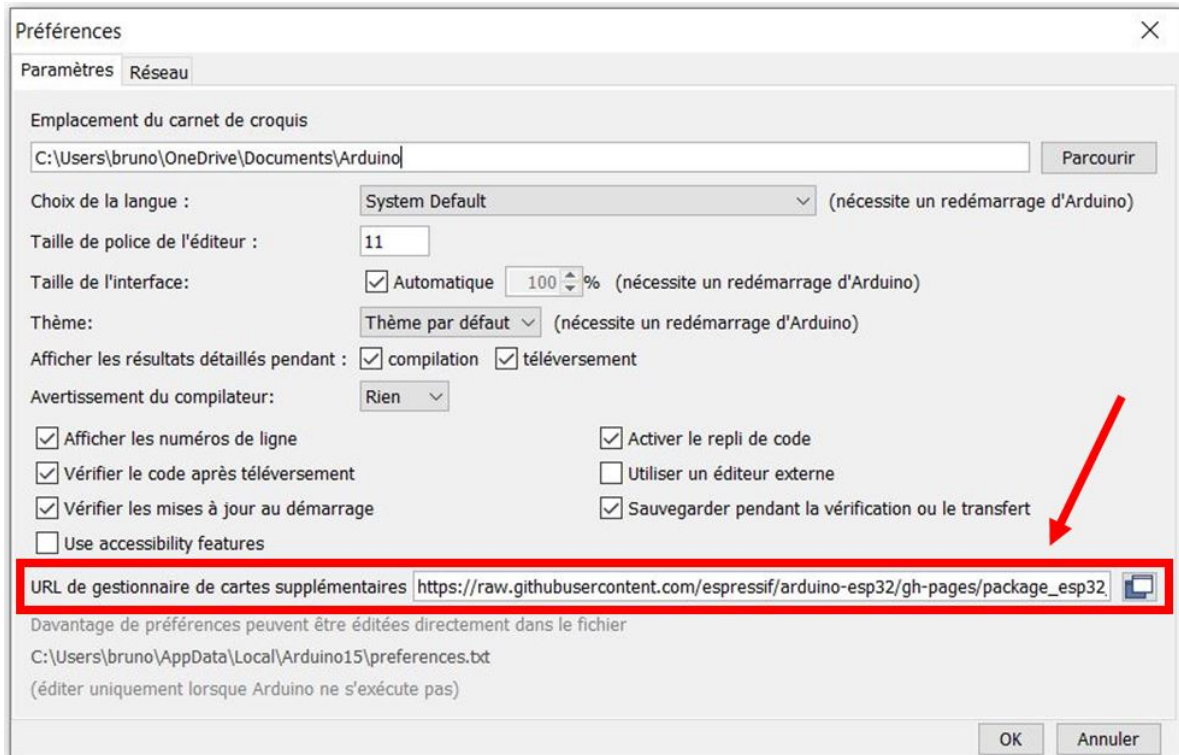 Préférences
Paramètres Réseau
Emplacement du carnet de croquis
C:\Users\bruno\OneDrive\Documents\Arduino Parcourir
Choix de la langue : System Default (nécessite un redémarrage d'Arduino)
Taille de police de l'éditeur : 11
Taille de l'interface: Automatique 100 % (nécessite un redémarrage d'Arduino)
Thème: Thème par défaut (nécessite un redémarrage d'Arduino)
Afficher les résultats détaillés pendant : compilation téléversement
Avertissement du compilateur: Rien
Afficher les numéros de ligne Activer le repli de code
Vérifier le code après téléversement Utiliser un éditeur externe
Vérifier les mises à jour au démarrage Sauvegarder pendant la vérification ou le transfert
Use accessibility features
URL de gestionnaire de cartes supplémentaires https://raw.githubusercontent.com/espressif/arduino-esp32/gh-pages/package_esp32_
Davantage de préférences peuvent être éditées directement dans le fichier
C:\Users\bruno\AppData\Local\Arduino15\preferences.txt
(éditer uniquement lorsque Arduino ne s'exécute pas)
OK Annuler